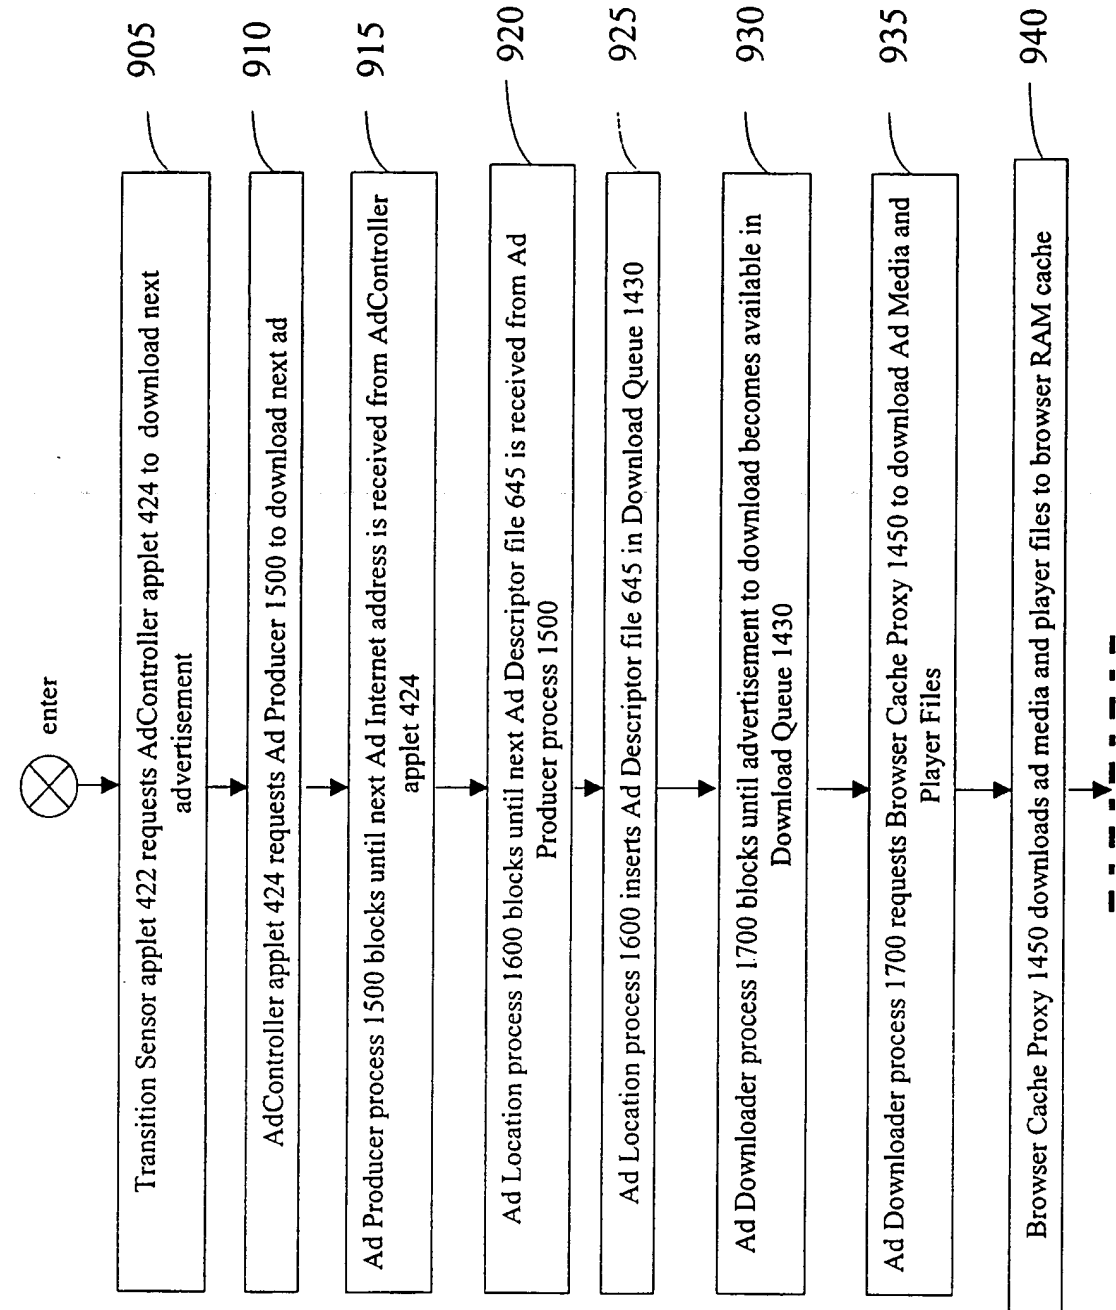 enter
Transition Sensor applet 422 requests AdController applet 424 to download next
advertisement
905
AdController applet 424 requests Ad Producer 1500 to download next ad
910
Ad Producer process 1500 blocks until next Ad Internet address is received from AdController
applet 424
915
Ad Location process 1600 blocks until next Ad Descriptor file 645 is received from Ad
Producer process 1500
920
Ad Location process 1600 inserts Ad Descriptor file 645 in Download Queue 1430
925
Ad Downloader process 1700 blocks until advertisement to download becomes available in
Download Queue 1430
930
Ad Downloader process 1700 requests Browser Cache Proxy 1450 to download Ad Media and
Player Files
935
Browser Cache Proxy 1450 downloads ad media and player files to browser RAM cache
940